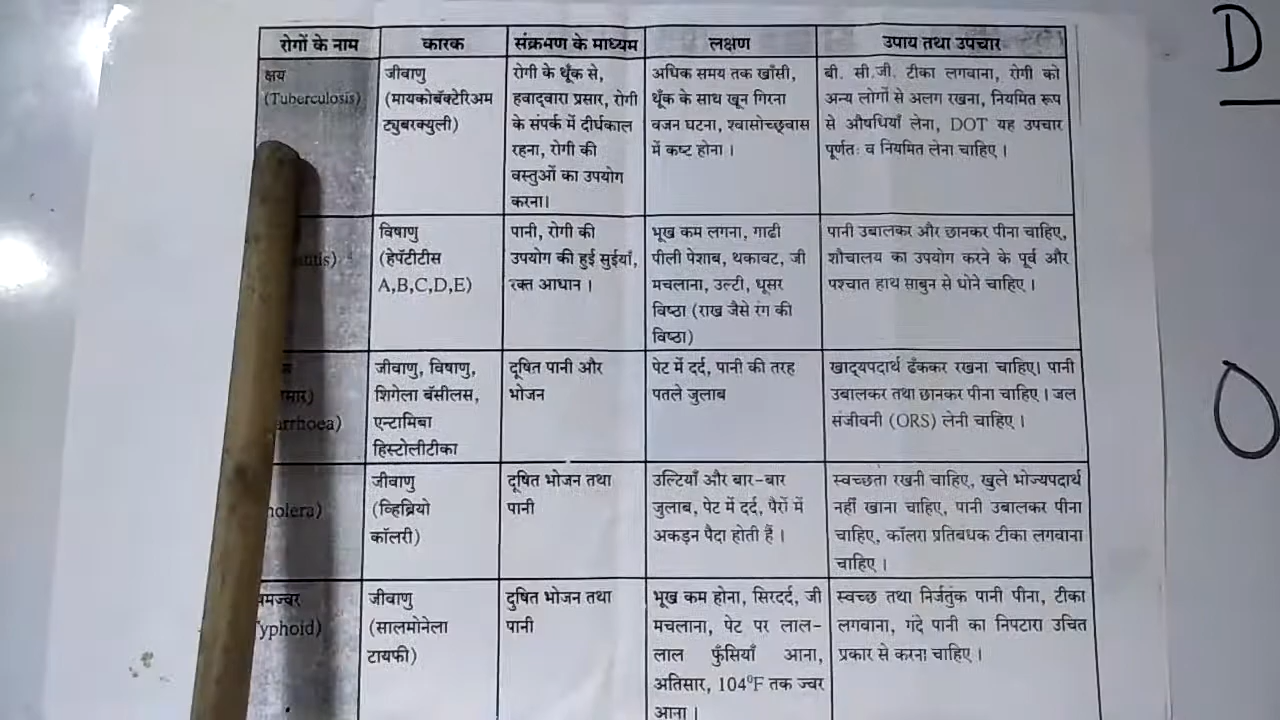 रोगों के नाम
कारक
संक्रमण के माध्यम
लक्षण
उपाय तथा उपचार
D
क्षय
(Tuberculosis)
जीवाणु
(मायकोबॅक्टेरिअम
ट्युबरक्युली)
रोगी के थूँक से,
हवाद्वारा प्रसार, रोगी
के संपर्क में दीर्घकाल
रहना, रोगी की
वस्तुओं का उपयोग
करना।
अधिक समय तक खाँसी,
थूँक के साथ खून गिरना
वजन घटना, श्वासोच्छ्वास
में कष्ट होना ।
बी. सी.जी. टीका लगवाना, रोगी को
अन्य लोगों से अलग रखना, नियमित रूप
से औषधियाँ लेना, DOT यह उपचार
पूर्णतः व नियमित लेना चाहिए ।
विषाणु
(हेपॅटीटीस
A,B,C,D,E)
पानी, रोगी की
उपयोग की हुई सुईयाँ,
रक्त आधान ।
भूख कम लगना, गाढी
पीली पेशाब, थकावट, जी
मचलाना, उल्टी, धूसर
विष्ठा (राख जैसे रंग की
विष्ठा)
पानी उबालकर और छानकर पीना चाहिए,
शौचालय का उपयोग करने के पूर्व और
पश्चात हाथ साबुन से धोने चाहिए ।
जीवाणु, विषाणु,
शिगेला बॅसीलस,
एन्टामिबा
हिस्टोलीटीका
दूषित पानी और
भोजन
पेट में दर्द, पानी की तरह
पतले जुलाब
खाद्यपदार्थ ढँककर रखना चाहिए। पानी
उबालकर तथा छानकर पीना चाहिए । जल
संजीवनी (ORS) लेनी चाहिए ।
O
जीवाणु
(व्हिब्रियो
कॉलरी)
दूषित भोजन तथा
पानी
उल्टियाँ और बार-बार
जुलाब, पेट में दर्द, पैरों में
अकड़न पैदा होती हैं ।
स्वच्छता रखनी चाहिए, खुले भोज्यपदार्थ
नहीं खाना चाहिए, पानी उबालकर पीना
चाहिए, कॉलरा प्रतिबधक टीका लगवाना
चाहिए ।
जीवाणु
(सालमोनेला
टायफी)
दुषित भोजन तथा
पानी
भूख कम होना, सिरदर्द, जी
मचलाना, पेट पर लाल-
लाल फुँसियाँ आना,
अतिसार, 104⁰F तक ज्वर
आना ।
स्वच्छ तथा निर्जतुक पानी पीना, टीका
लगवाना, गंदे पानी का निपटारा उचित
प्रकार से करना चाहिए ।